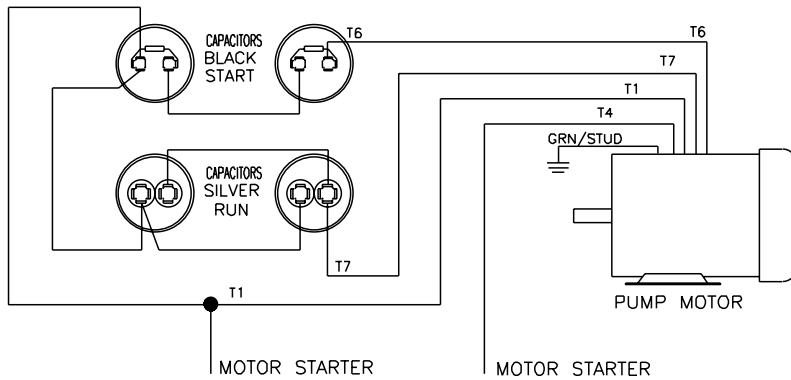 CAPACITORS
BLACK
START
T6
T6
T7
T1
T4
GRN/STUD
CAPACITORS
SILVER
RUN
T7
T1
PUMP MOTOR
MOTOR STARTER
MOTOR STARTER